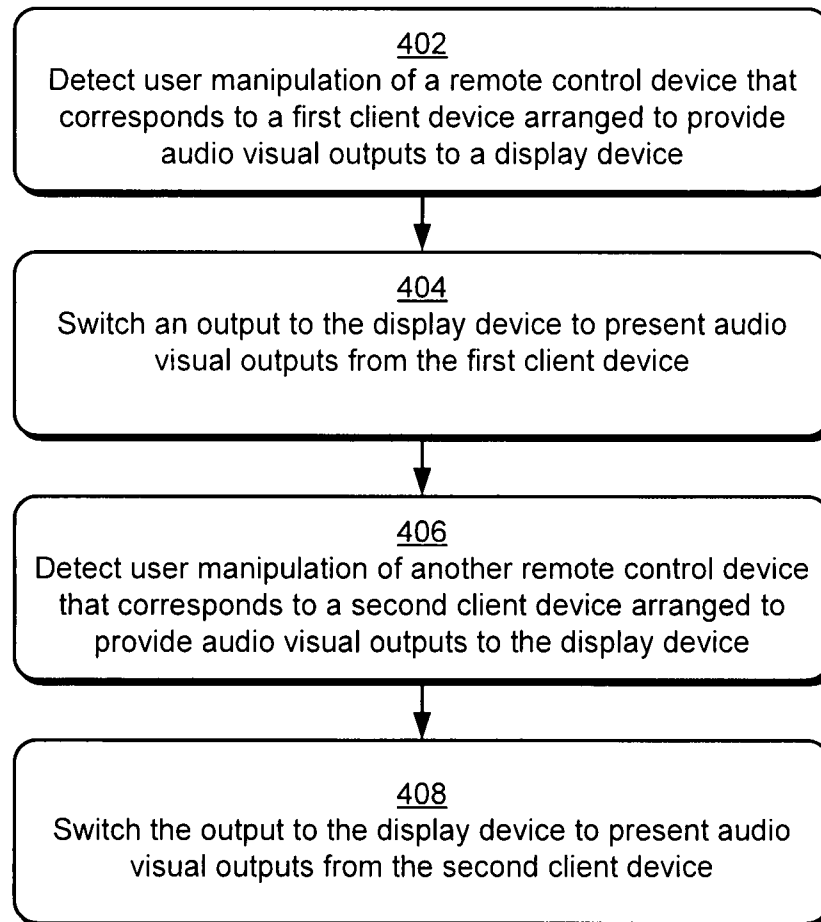 402
Detect user manipulation of a remote control device that
corresponds to a first client device arranged to provide
audio visual outputs to a display device
404
Switch an output to the display device to present audio
visual outputs from the first client device
406
Detect user manipulation of another remote control device
that corresponds to a second client device arranged to
provide audio visual outputs to the display device
408
Switch the output to the display device to present audio
visual outputs from the second client device